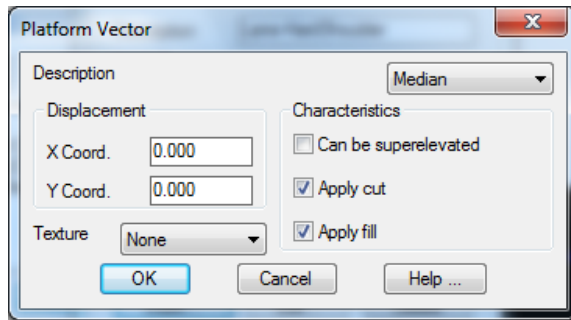 Platform Vector
Description Median
Displacement Characteristics
X Coord. 0.000 Can be superelevated
Y Coord. 0.000 Apply cut
Texture None Apply fill
OK Cancel Help ...